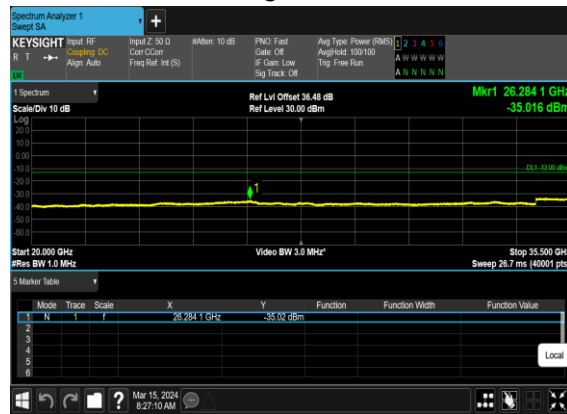 Spectrum Analyzer 1
Swept SA
+
KEYSIGHT Input: RF Input Z: 50 Ω #Atten: 10 dB PNO: Fast Avg Type: Power (RMS) 1 2 3 4 5 6
R T Coupling: DC Corr CCorr Gate: Off Avg|Hold: 100/100 A W W W W W
Align: Auto Freq Ref: Int (S) IF Gain: Low Trig: Free Run
Sig Track: Off A N N N N N
1 Spectrum
Ref Lvl Offset 36.48 dB Mkr1 26.284 1 GHz
Scale/Div 10 dB Ref Level 30.00 dBm -35.016 dBm
Log
20.0
10.0
0.00
-10.0
DL1 -13.00 dBm
-20.0
1
-30.0
-40.0
-50.0
-60.0
Start 20.000 GHz Video BW 3.0 MHz* Stop 35.500 GHz
#Res BW 1.0 MHz Sweep 26.7 ms (40001 pts)
5 Marker Table
Mode Trace Scale X Y Function Function Width Function Value
1 N 1 f 26.284 1 GHz -35.02 dBm
2
3
4
5
6
Local
? Mar 15, 2024
8:27:10 AM